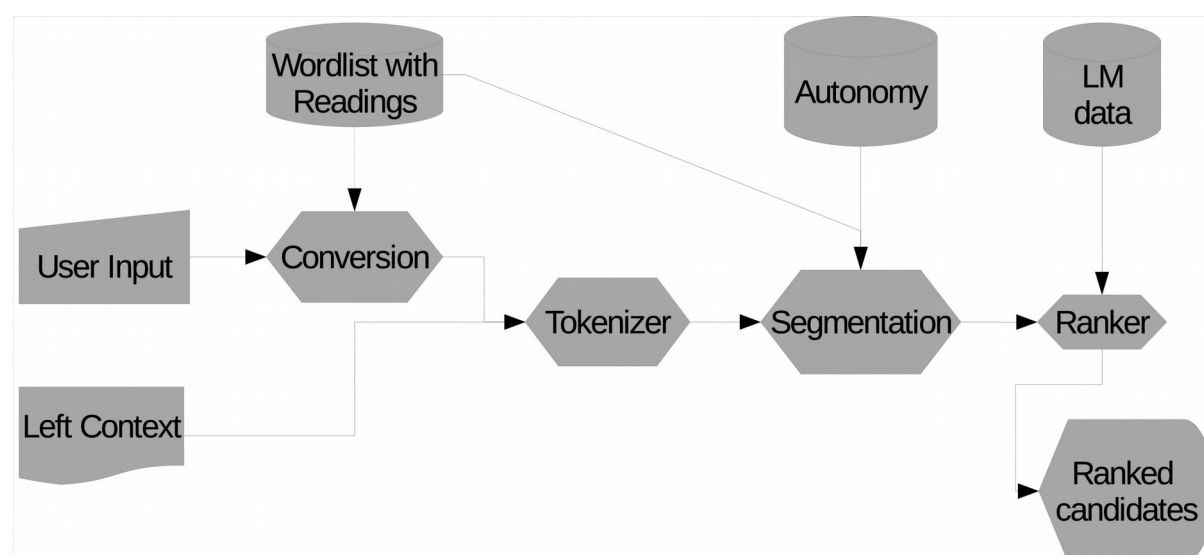 Wordlist with
Readings
Autonomy
LM
data
User Input
Conversion
Tokenizer
Segmentation
Ranker
Left Context
Ranked
candidates